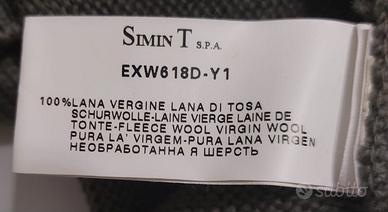 SIMIN T S.P.A.
EXW618D-Y1
100%LANA VERGINE LANA DI TOSA
SCHURWOLLE-LAINE VIERGE LAINE DE
TONTE-FLEECE WOOL VIRGIN WOOL
PURA LA' VIRGEM-PURA LANA VIRGEN
НЕОБРАБОТАННА Я ШЕРСТЬ
subito